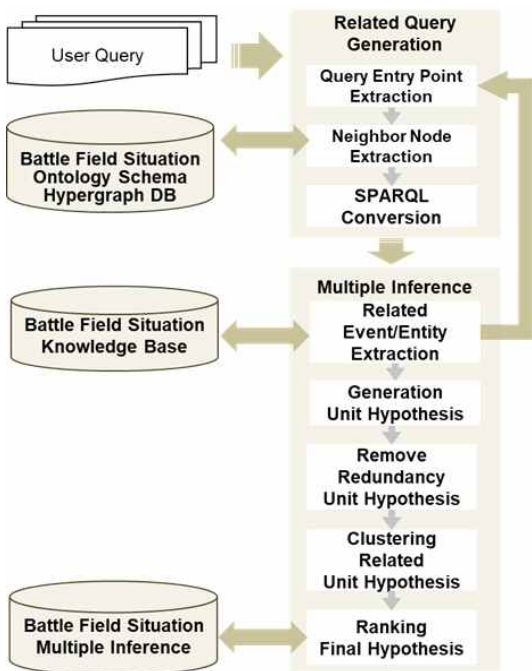 User Query
Related Query
Generation
Query Entry Point
Extraction
Battle Field Situation
Ontology Schema
Hypergraph DB
Neighbor Node
Extraction
SPARQL
Conversion
Multiple Inference
Battle Field Situation
Knowledge Base
Related
Event/Entity
Extraction
Generation
Unit Hypothesis
Remove
Redundancy
Unit Hypothesis
Clustering
Related
Unit Hypothesis
Battle Field Situation
Multiple Inference
Ranking
Final Hypothesis